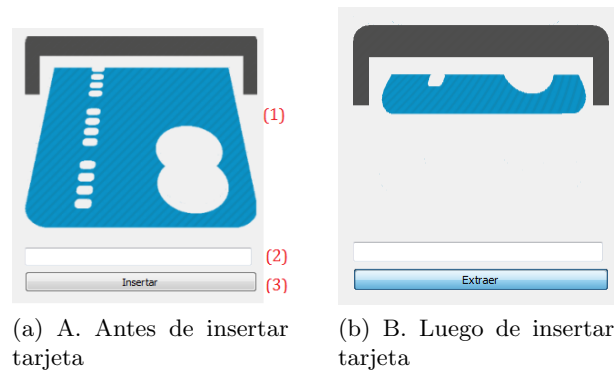 (1)
(2)
Insertar
(3)
Extraer
(a) A. Antes de insertar
tarjeta
(b) B. Luego de insertar
tarjeta